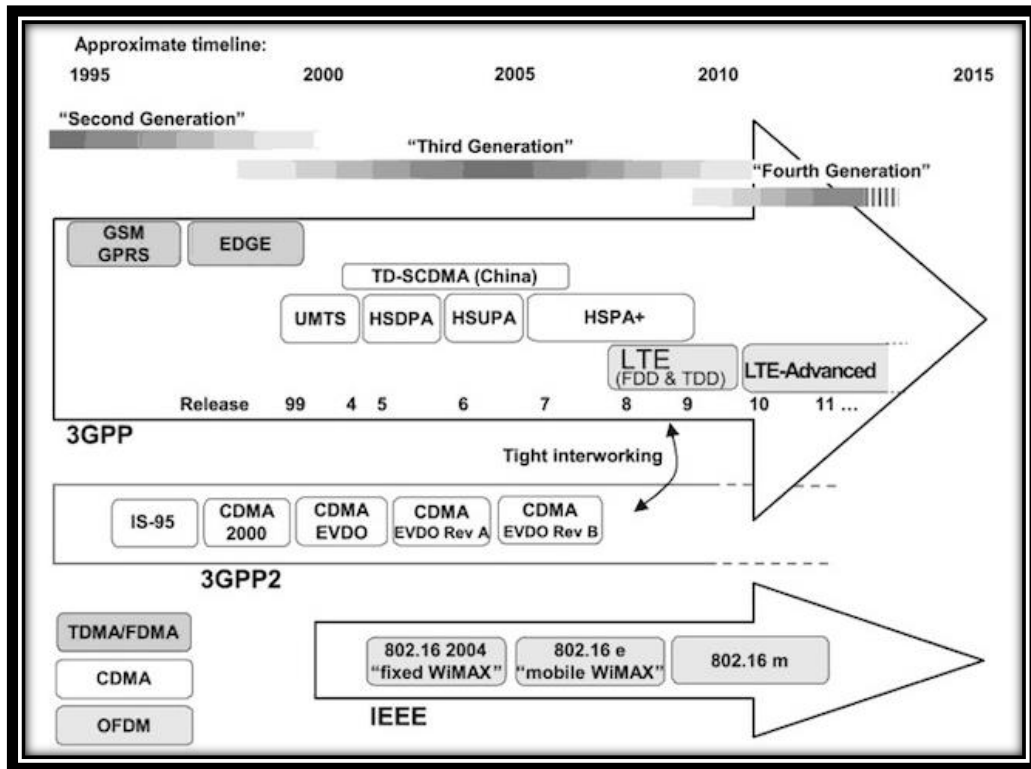 Approximate timeline:
1995 2000 2005 2010 2015
“Second Generation”
“Third Generation”
“Fourth Generation”
GSM
GPRS
EDGE
TD-SCDMA (China)
UMTS
HSDPA
HSUPA
HSPA+
LTE
(FDD & TDD)
LTE-Advanced
Release 99 4 5 6 7 8 9 10 11 ...
3GPP
Tight interworking
IS-95
CDMA
2000
CDMA
EVDO
CDMA
EVDO Rev A
CDMA
EVDO Rev B
3GPP2
TDMA/FDMA
CDMA
OFDM
802.16 2004
“fixed WiMAX”
802.16 e
“mobile WiMAX”
802.16 m
IEEE